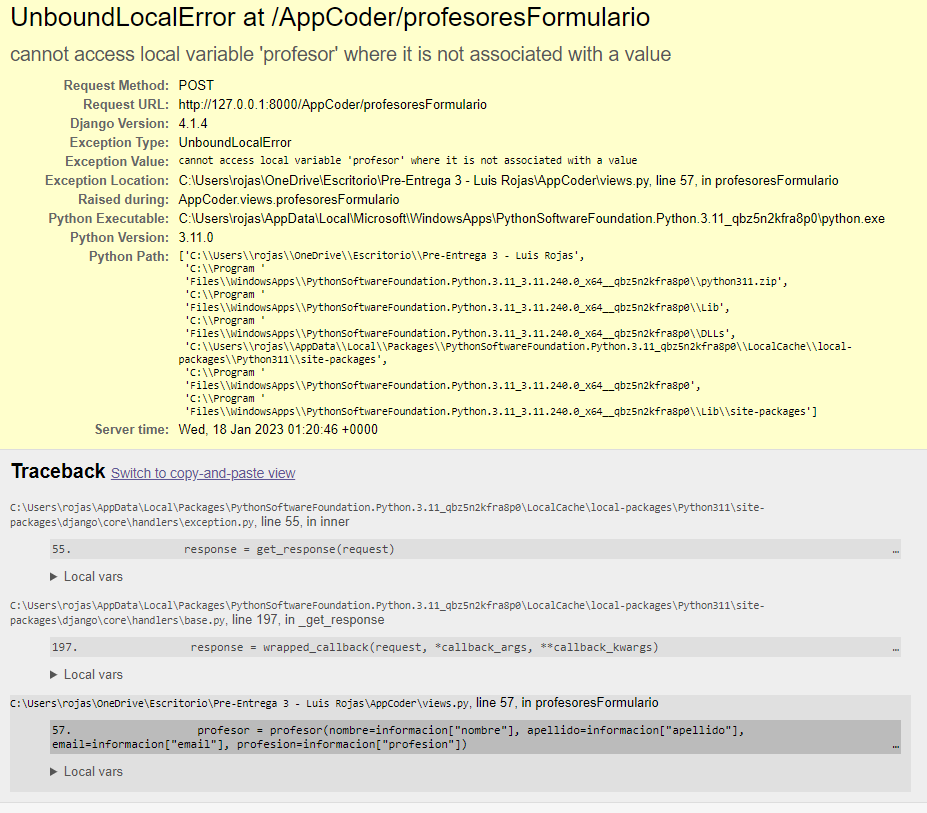 UnboundLocalError at /AppCoder/profesoresFormulario
cannot access local variable 'profesor' where it is not associated with a value
Request Method: POST
Request URL: http://127.0.0.1:8000/AppCoder/profesoresFormulario
Django Version: 4.1.4
Exception Type: UnboundLocalError
Exception Value: cannot access local variable 'profesor' where it is not associated with a value
Exception Location: C:\Users\rojas\OneDrive\Escritorio\Pre-Entrega 3 - Luis Rojas\AppCoder\views.py, line 57, in profesoresFormulario
Raised during: AppCoder.views.profesoresFormulario
Python Executable: C:\Users\rojas\AppData\Local\Microsoft\WindowsApps\PythonSoftwareFoundation.Python.3.11_qbz5n2kfra8p0\python.exe
Python Version: 3.11.0
Python Path: ['C:\\Users\\rojas\\OneDrive\\Escritorio\\Pre-Entrega 3 - Luis Rojas',
'C:\\Program '
'Files\\WindowsApps\\PythonSoftwareFoundation.Python.3.11_3.11.240.0_x64__qbz5n2kfra8p0\\python311.zip',
'C:\\Program '
'Files\\WindowsApps\\PythonSoftwareFoundation.Python.3.11_3.11.240.0_x64__qbz5n2kfra8p0\\Lib',
'C:\\Program '
'Files\\WindowsApps\\PythonSoftwareFoundation.Python.3.11_3.11.240.0_x64__qbz5n2kfra8p0\\DLLs',
'C:\\Users\\rojas\\AppData\\Local\\Packages\\PythonSoftwareFoundation.Python.3.11_qbz5n2kfra8p0\\LocalCache\\local-
packages\\Python311\\site-packages',
'C:\\Program '
'Files\\WindowsApps\\PythonSoftwareFoundation.Python.3.11_3.11.240.0_x64__qbz5n2kfra8p0',
'C:\\Program '
'Files\\WindowsApps\\PythonSoftwareFoundation.Python.3.11_3.11.240.0_x64__qbz5n2kfra8p0\\Lib\\site-packages']
Server time: Wed, 18 Jan 2023 01:20:46 +0000
Traceback Switch to copy-and-paste view
C:\Users\rojas\AppData\Local\Packages\PythonSoftwareFoundation.Python.3.11_qbz5n2kfra8p0\LocalCache\local-packages\Python311\site-
packages\django\core\handlers\exception.py, line 55, in inner
55. response = get_response(request) …
▶ Local vars
C:\Users\rojas\AppData\Local\Packages\PythonSoftwareFoundation.Python.3.11_qbz5n2kfra8p0\LocalCache\local-packages\Python311\site-
packages\django\core\handlers\base.py, line 197, in _get_response
197. response = wrapped_callback(request, *callback_args, **callback_kwargs) …
▶ Local vars
C:\Users\rojas\OneDrive\Escritorio\Pre-Entrega 3 - Luis Rojas\AppCoder\views.py, line 57, in profesoresFormulario
57. profesor = profesor(nombre=informacion["nombre"], apellido=informacion["apellido"],
email=informacion["email"], profesion=informacion["profesion"]) …
▶ Local vars